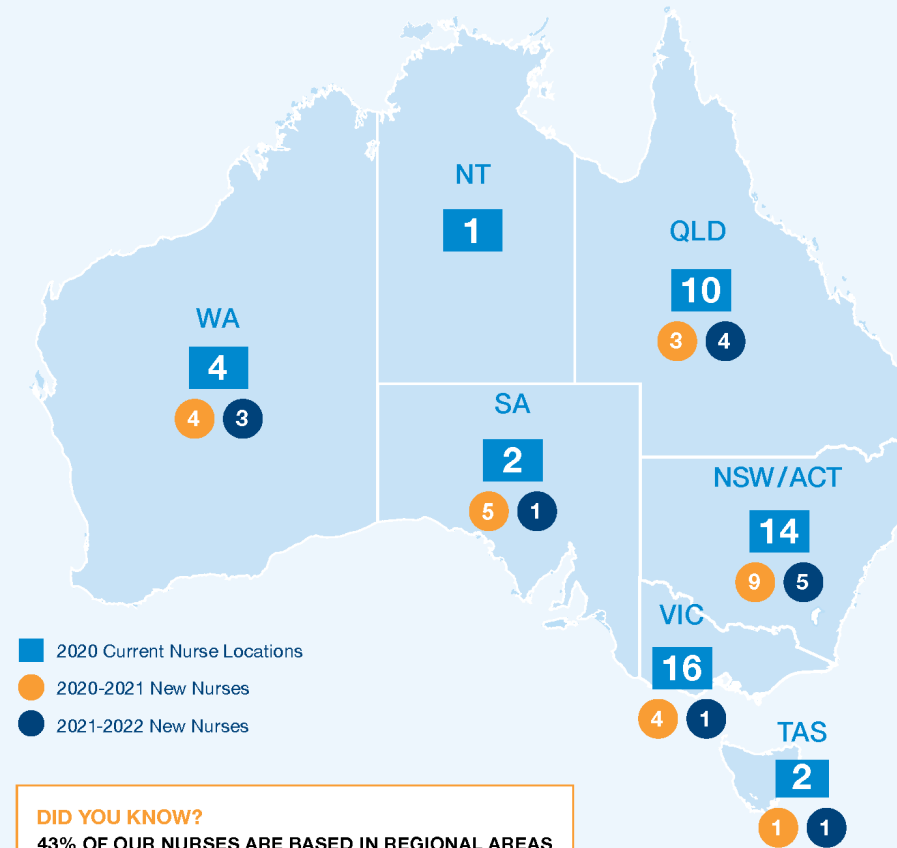 NT
1
QLD
10
3 4
WA
4
4 3
SA
2
5 1
NSW/ACT
14
9 5
VIC
16
4 1
TAS
2
1 1
2020 Current Nurse Locations
2020-2021 New Nurses
2021-2022 New Nurses
DID YOU KNOW?
43% OF OUR NURSES ARE BASED IN REGIONAL AREAS